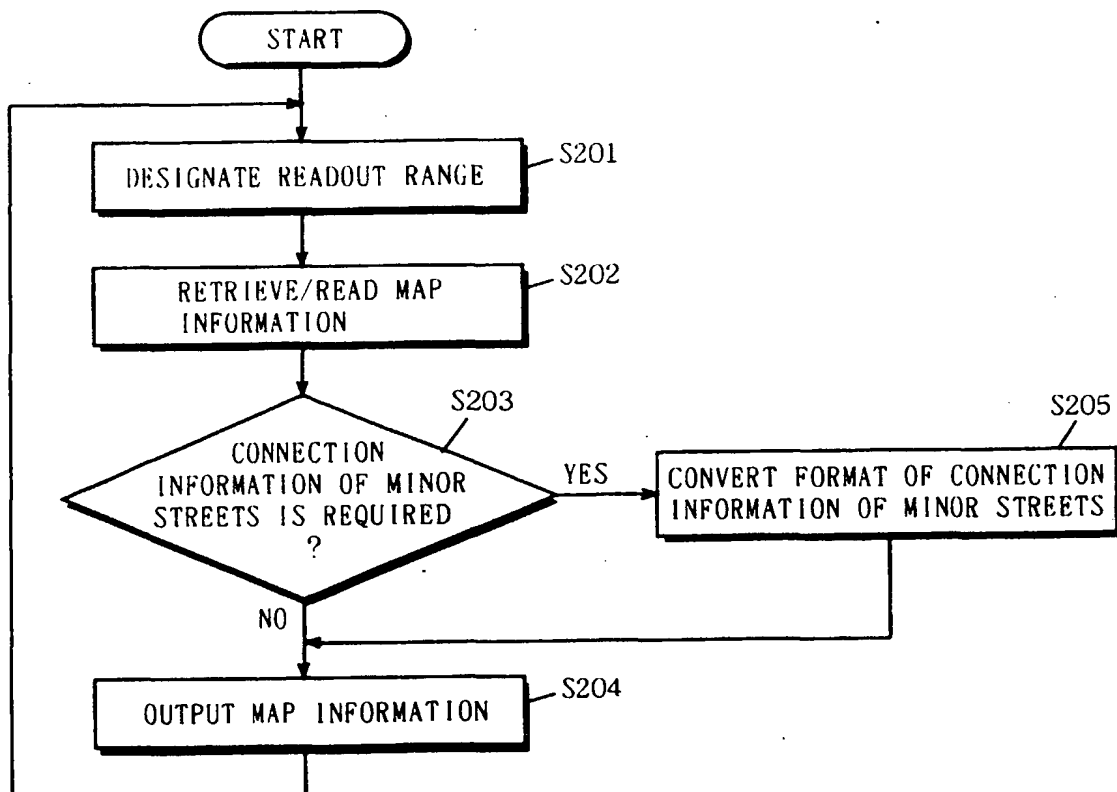 START
DESIGNATE READOUT RANGE
S201
RETRIEVE/READ MAP
INFORMATION
S202
S203
CONNECTION
INFORMATION OF MINOR
STREETS IS REQUIRED
?
YES
S205
CONVERT FORMAT OF CONNECTION
INFORMATION OF MINOR STREETS
NO
S204
OUTPUT MAP INFORMATION